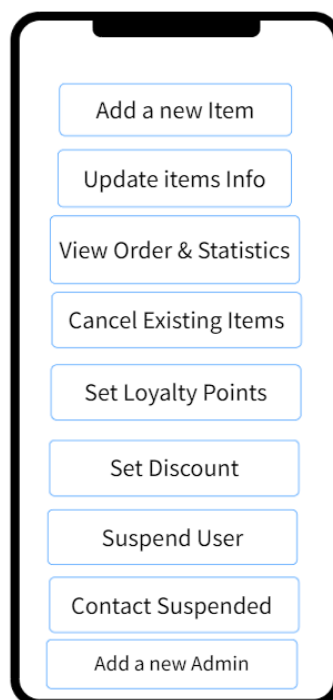 Add a new Item
Update items Info
View Order & Statistics
Cancel Existing Items
Set Loyalty Points
Set Discount
Suspend User
Contact Suspended
Add a new Admin